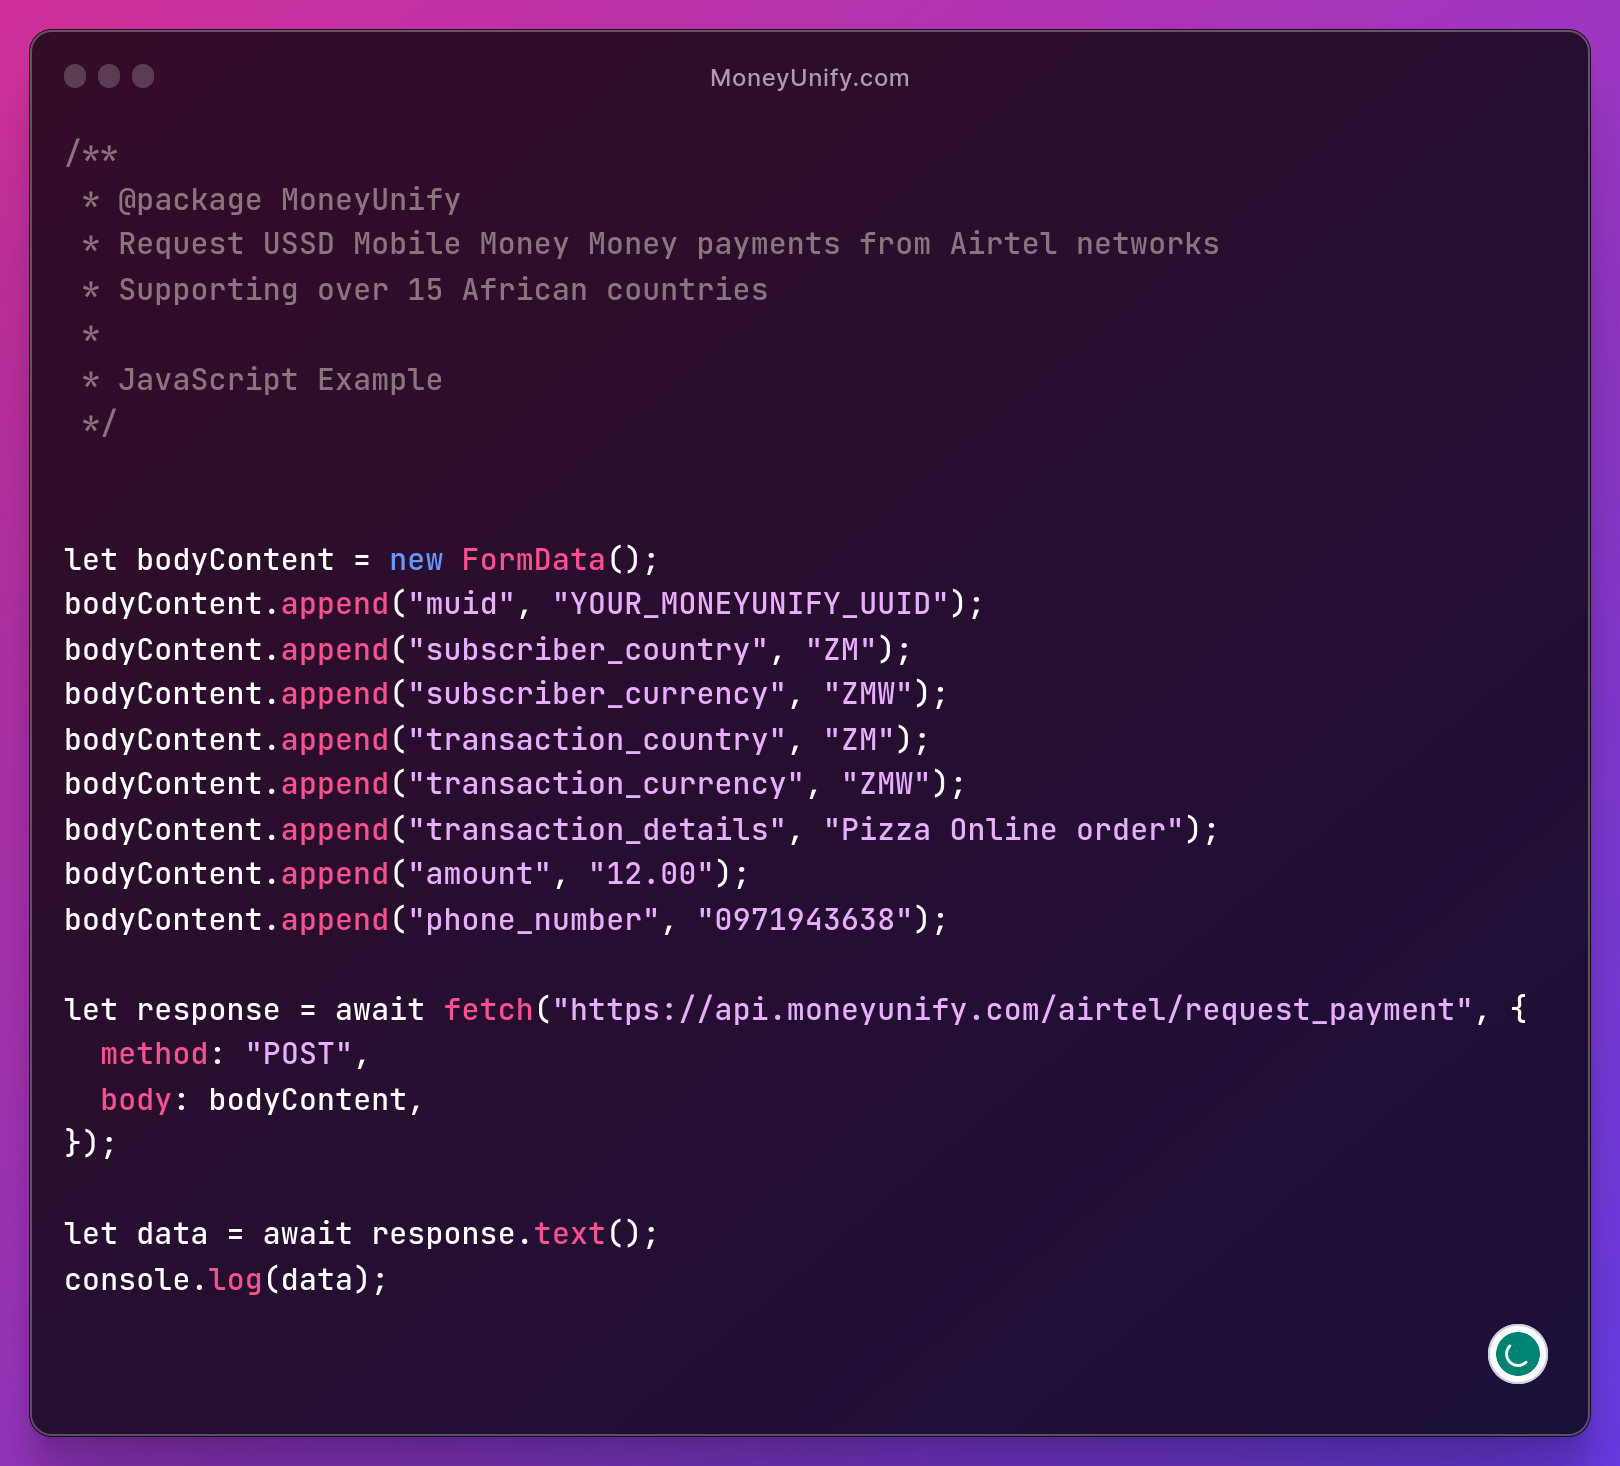 MoneyUnify.com
/**
 * @package MoneyUnify
 * Request USSD Mobile Money Money payments from Airtel networks
 * Supporting over 15 African countries
 *
 * JavaScript Example
 */
let bodyContent = new FormData();
bodyContent.append("muid", "YOUR_MONEYUNIFY_UUID");
bodyContent.append("subscriber_country", "ZM");
bodyContent.append("subscriber_currency", "ZMW");
bodyContent.append("transaction_country", "ZM");
bodyContent.append("transaction_currency", "ZMW");
bodyContent.append("transaction_details", "Pizza Online order");
bodyContent.append("amount", "12.00");
bodyContent.append("phone_number", "0971943638");
let response = await fetch("https://api.moneyunify.com/airtel/request_payment", {
  method: "POST",
  body: bodyContent,
});
let data = await response.text();
console.log(data);